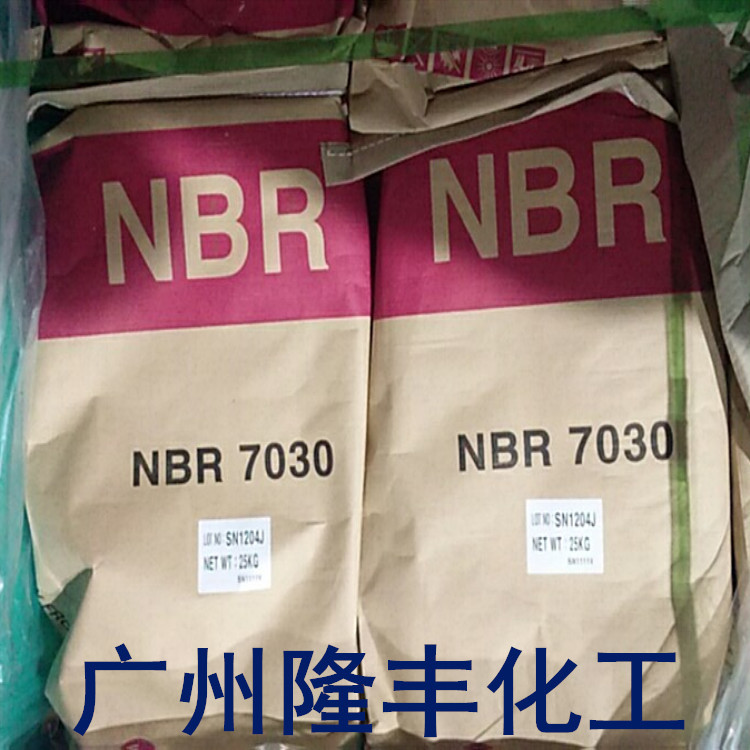 NBR
NBR 7030
LOT NO : SN1204J
NET WT : 25KG
NBR
NBR 7030
LOT NO : SN1204J
NET WT : 25KG
广州隆丰化工